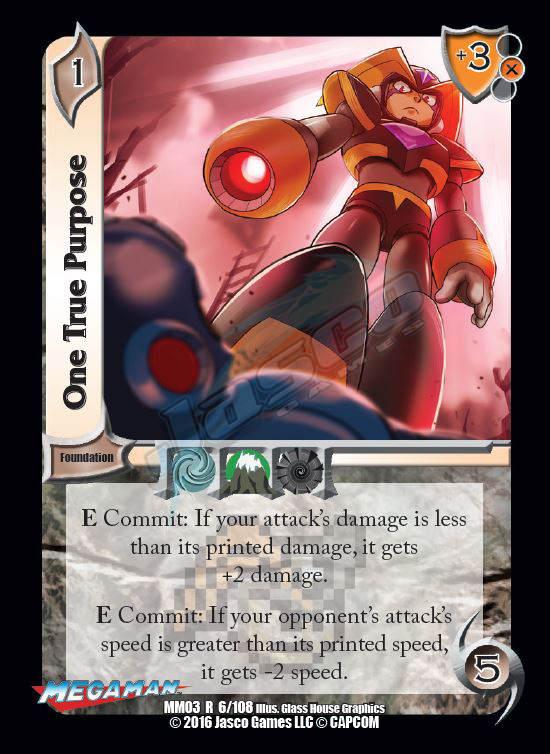 1
+3
One True Purpose
JASCO
GAMES
Foundation
E Commit: If your attack's damage is less
than its printed damage, it gets
+2 damage.
E Commit: If your opponent's attack's
speed is greater than its printed speed,
it gets -2 speed.
5
MEGAMAN
MM03 R 6/108 Illus. Glass House Graphics
© 2016 Jasco Games LLC © CAPCOM